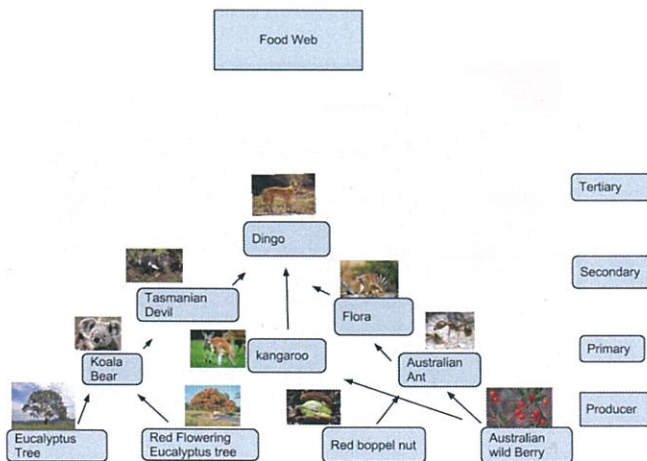 Food Web
Tertiary
Dingo
Secondary
Tasmanian
Devil
Flora
Koala
Bear
kangaroo
Australian
Ant
Primary
Producer
Eucalyptus
Tree
Red Flowering
Eucalyptus tree
Red boppel nut
Australian
wild Berry